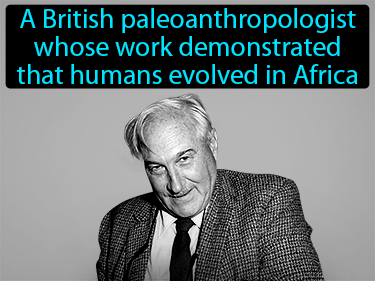 A British paleoanthropologist
whose work demonstrated
that humans evolved in Africa